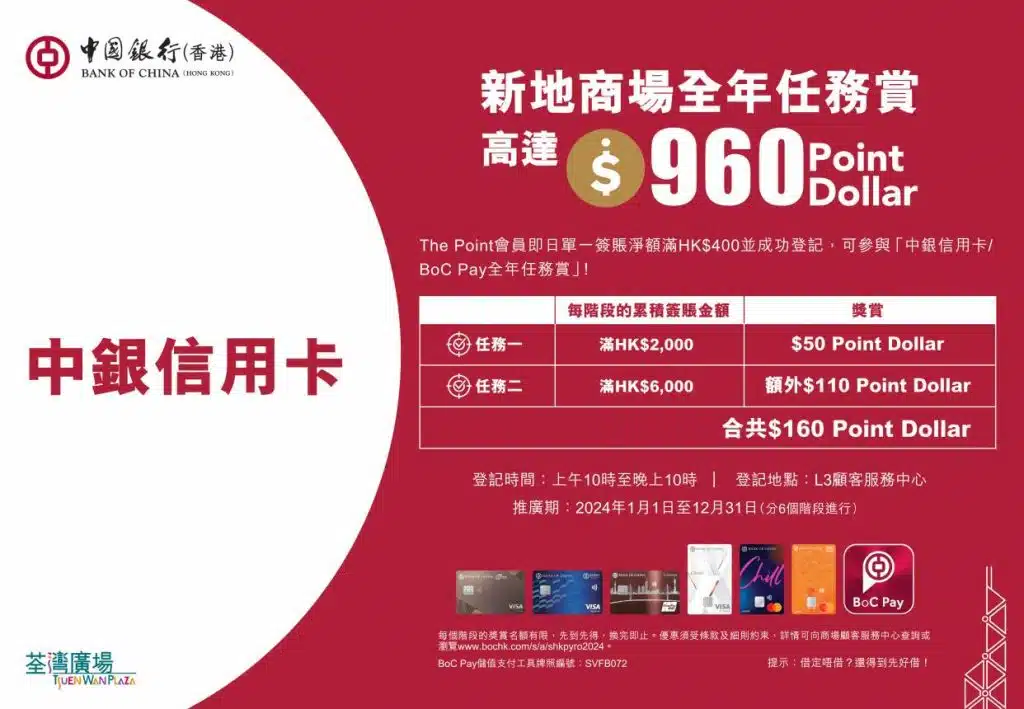 中国銀行(香港)
BANK OF CHINA (HONG KONG)
新地商場全年任務賞
高達 $960 Point Dollar
The Point會員即日單一簽賬淨額滿HK$400並成功登記，可參與「中銀信用卡/
BoC Pay全年任務賞」!
每階段的累積簽賬金額 獎賞
任務一 滿HK$2,000 $50 Point Dollar
任務二 滿HK$6,000 額外$110 Point Dollar
合共$160 Point Dollar
中銀信用卡
登記時間：上午10時至晚上10時 | 登記地點：L3顧客服務中心
推廣期：2024年1月1日至12月31日(分6個階段進行)
VISA
VISA
VISA
Chill
BoC Pay
每個階段的獎賞名額有限，先到先得，換完即止。優惠須受條款及細則約束，詳情可向商場顧客服務中心查詢或
瀏覽www.bochk.com/s/a/shkpyro2024。
BoC Pay儲值支付工具牌照編號：SVFB072 提示：借定唔借？還得到先好借！
荃灣廣場
TSUEN WAN PLAZA